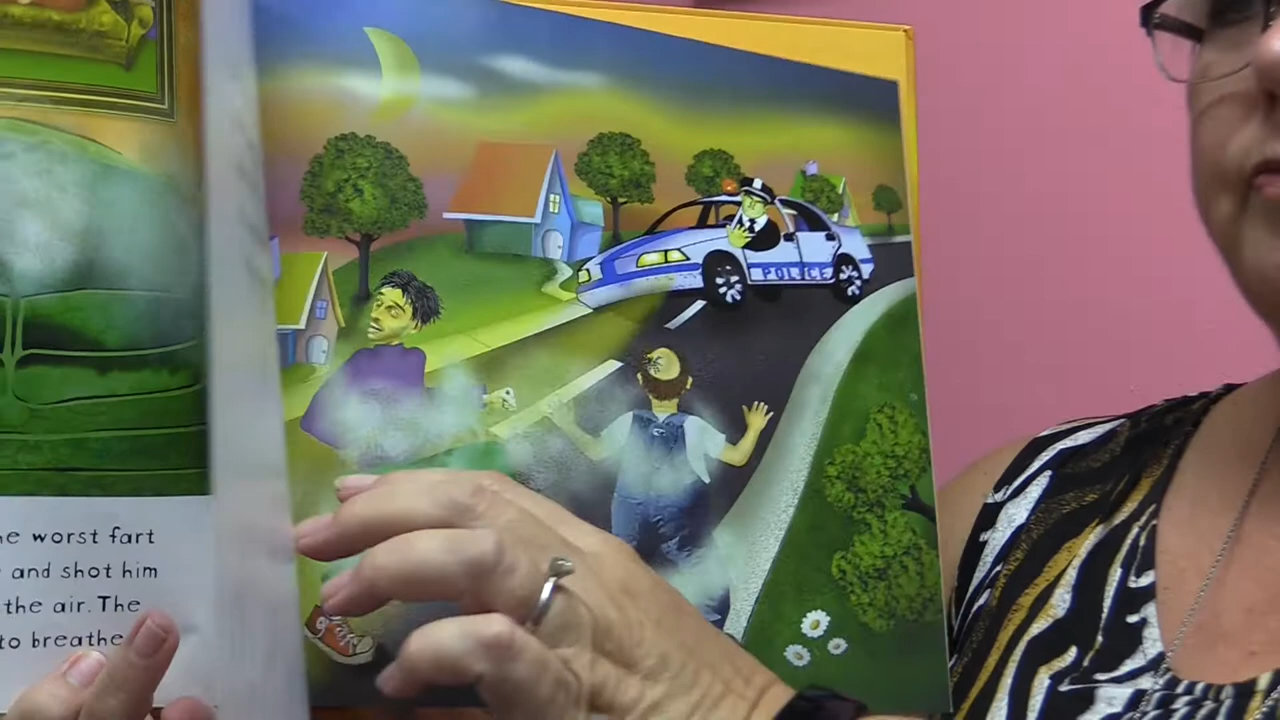 he worst fart
and shot him
the air. The
to breathe
POLICE